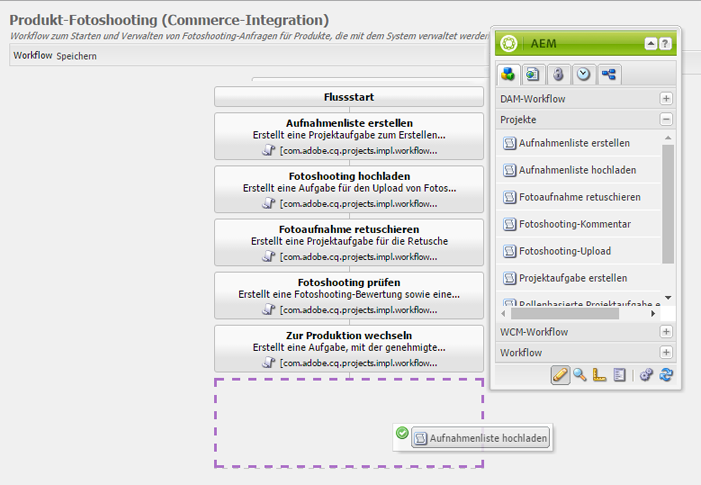 Produkt-Fotoshooting (Commerce-Integration)
Workflow zum Starten und Verwalten von Fotoshooting-Anfragen für Produkte, die mit dem System verwaltet werde
Workflow Speichern
Flussstart
Aufnahmenliste erstellen
Erstellt eine Projektaufgabe zum Erstellen...
[com.adobe.cq.projects.impl.workflow...
Fotoshooting hochladen
Erstellt eine Aufgabe für den Upload von Fotos...
[com.adobe.cq.projects.impl.workflow...
Fotoaufnahme retuschieren
Erstellt eine Projektaufgabe für die Retusche
[com.adobe.cq.projects.impl.workflow...
Fotoshooting prüfen
Erstellt eine Fotoshooting-Bewertung sowie eine...
[com.adobe.cq.projects.impl.workflow...
Zur Produktion wechseln
Erstellt eine Aufgabe, mit der genehmigte...
[com.adobe.cq.projects.impl.workflow...
Aufnahmenliste hochladen
AEM
?
DAM-Workflow
Projekte
Aufnahmenliste erstellen
Aufnahmenliste hochladen
Fotoaufnahme retuschieren
Fotoshooting-Kommentar
Fotoshooting-Upload
Projektaufgabe erstellen
Rollenbasierte Projektaufgabe e
WCM-Workflow
Workflow